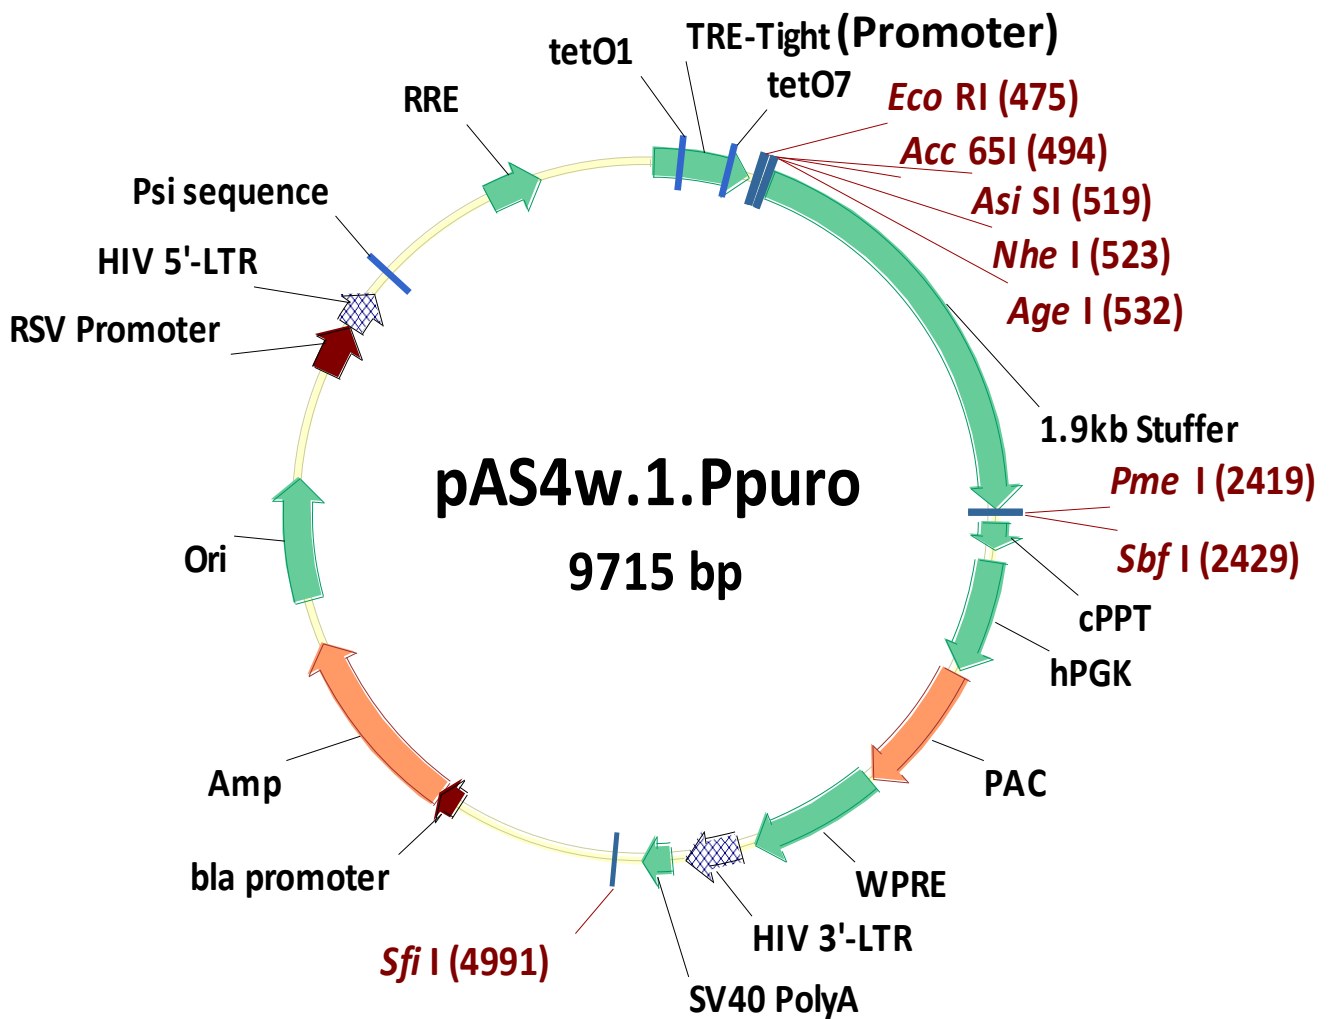 TRE-Tight (Promoter)
tetO1
tetO7
RRE
Eco RI (475)
Acc 65I (494)
Asi SI (519)
Nhe I (523)
Age I (532)
Psi sequence
HIV 5'-LTR
RSV Promoter
1.9kb Stuffer
pAS4w.1.Ppuro
9715 bp
Pme I (2419)
Sbf I (2429)
Ori
cPPT
hPGK
Amp
PAC
bla promoter
WPRE
HIV 3'-LTR
Sfi I (4991)
SV40 PolyA